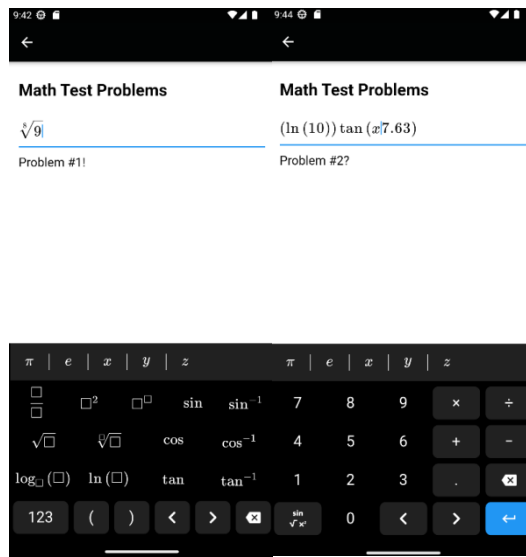 9:42
Math Test Problems
⁸√9
Problem #1!
π | e | x | y | z
□/□ □² □^□ sin sin⁻¹
√□ □√□ cos cos⁻¹
log□(□) ln(□) tan tan⁻¹
123 ( ) < >
9:44
Math Test Problems
(ln (10)) tan (x7.63)
Problem #2?
π | e | x | y | z
7 8 9 × ÷
4 5 6 + −
1 2 3 .
sin √ x² 0 < >